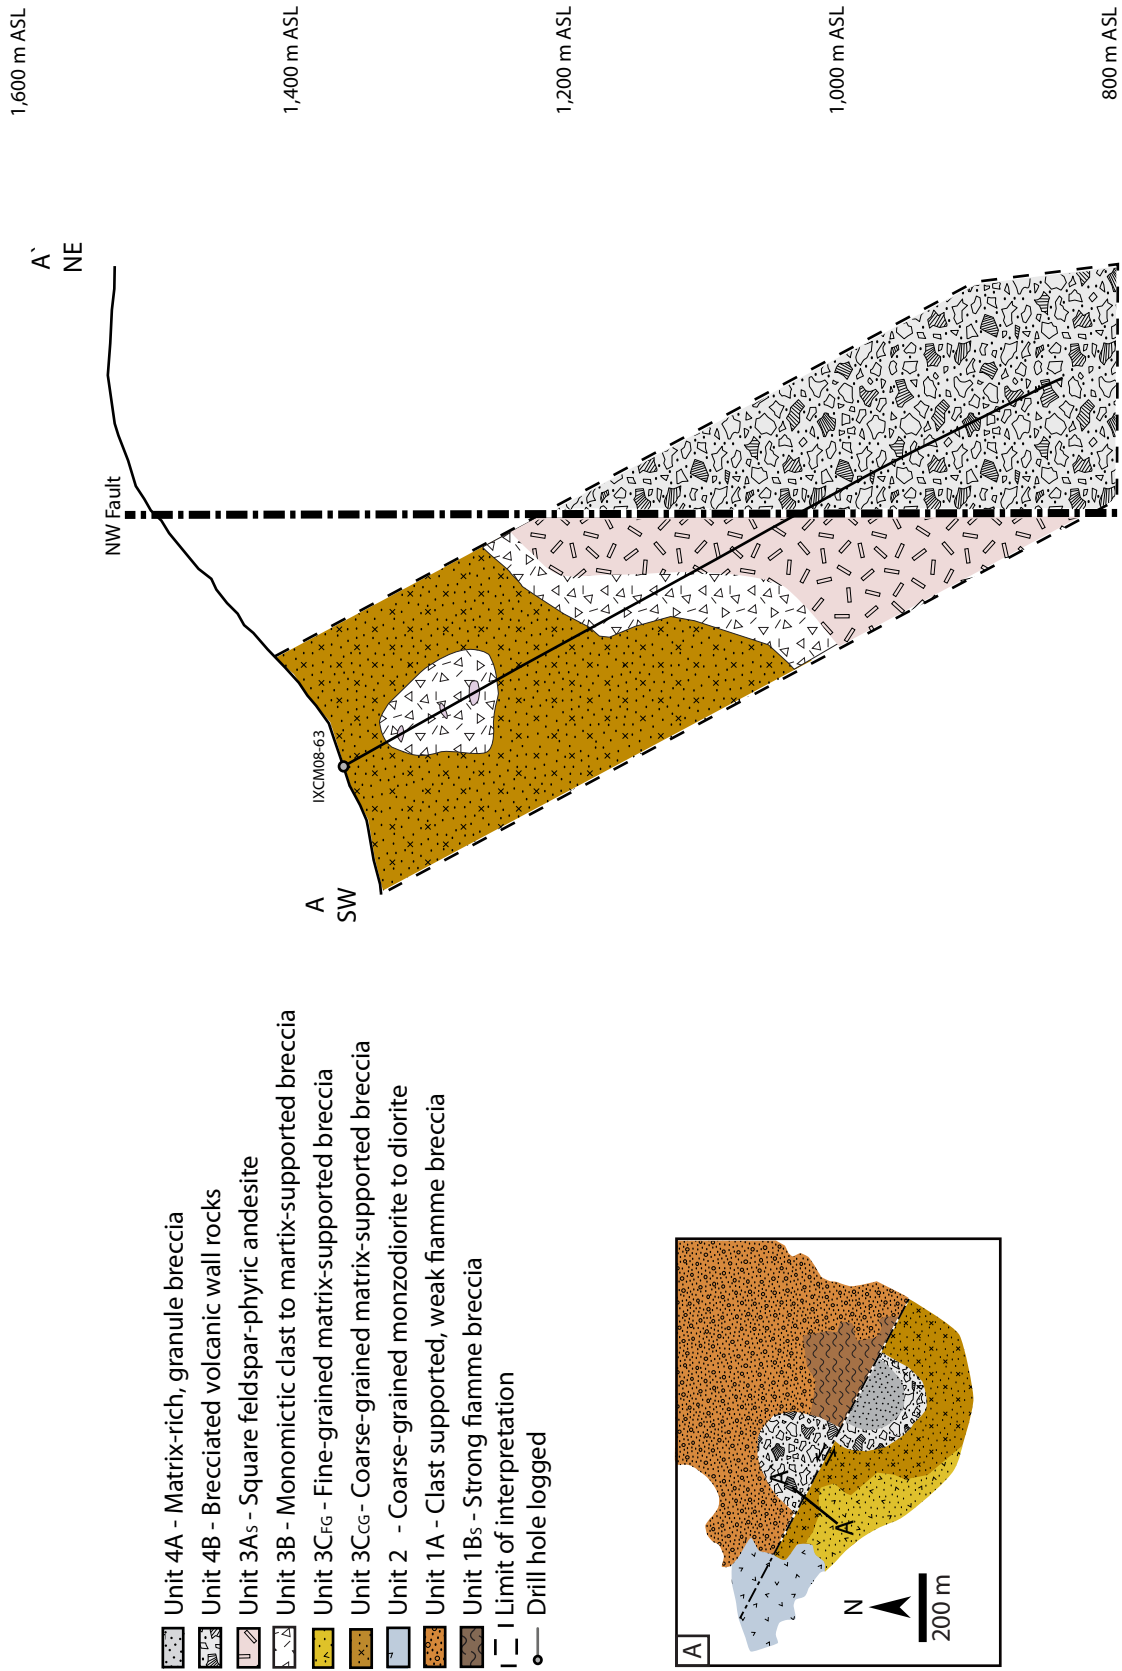 1,600 m ASL
1,400 m ASL
1,200 m ASL
1,000 m ASL
800 m ASL
A
SW
A`
NE
NW Fault
IXCM08-63
Unit 4A - Matrix-rich, granule breccia
Unit 4B - Brecciated volcanic wall rocks
Unit 3As - Square feldspar-phyric andesite
Unit 3B - Monomictic clast to martix-supported breccia
Unit 3CFG - Fine-grained matrix-supported breccia
Unit 3CCG - Coarse-grained matrix-supported breccia
Unit 2 - Coarse-grained monzodiorite to diorite
Unit 1A - Clast supported, weak fiamme breccia
Unit 1Bs - Strong fiamme breccia
Limit of interpretation
Drill hole logged
A
A`
A
N
200 m